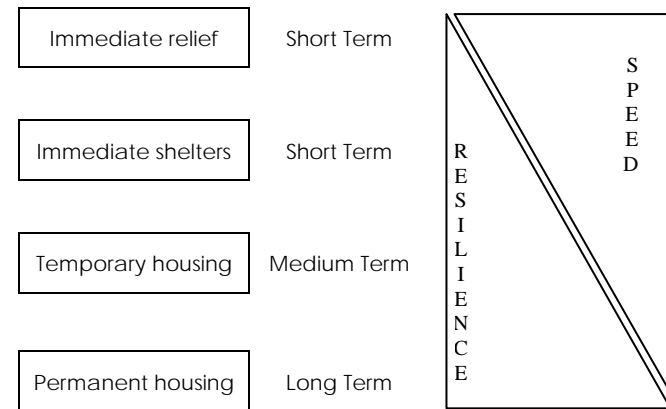 Immediate relief Short Term
Immediate shelters Short Term
Temporary housing Medium Term
Permanent housing Long Term
RESILIENCE
SPEED